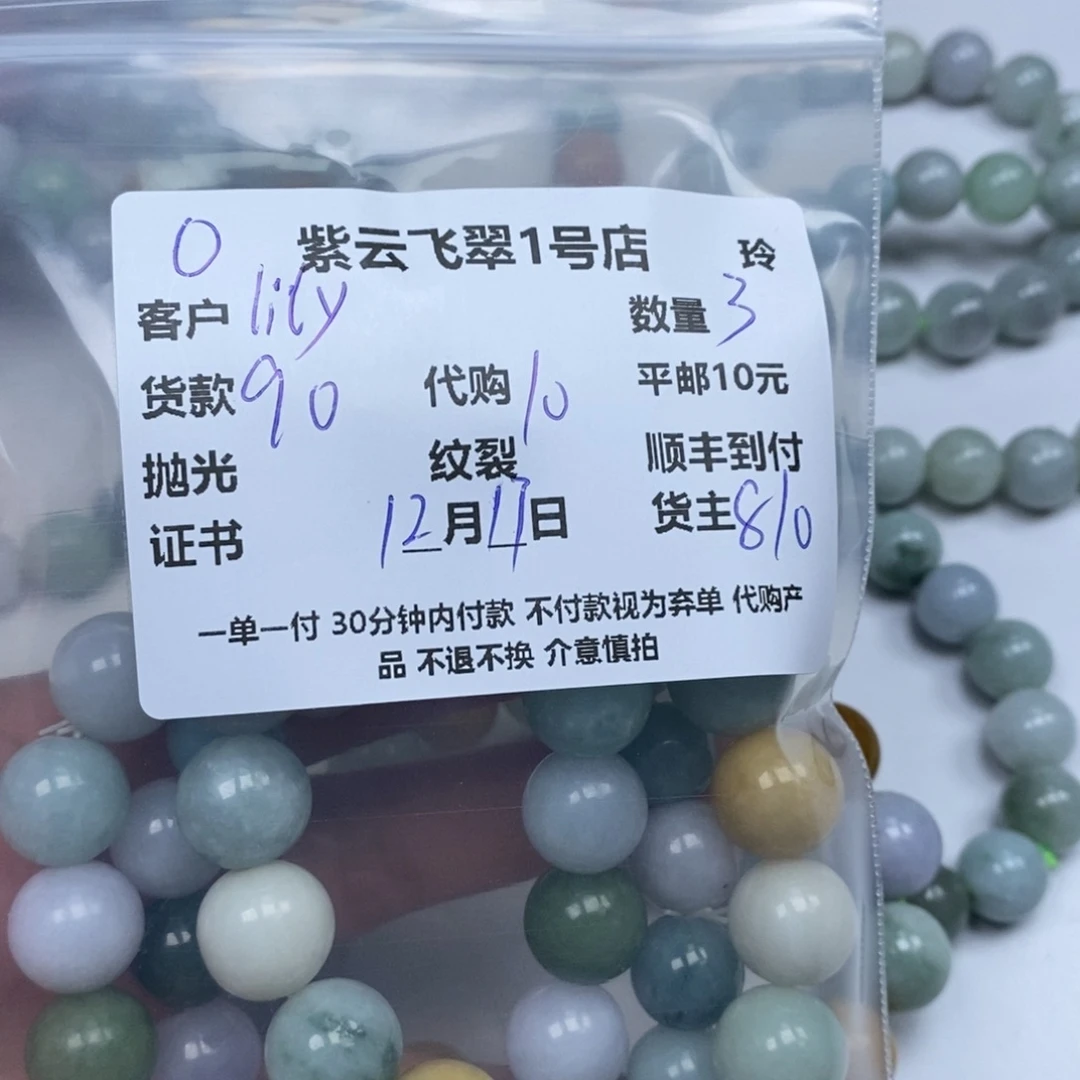 0 紫云飞翠1号店 玲
客户 lily 数量 3
货款 90 代购 10 平邮10元
抛光 纹裂 顺丰到付
证书 12月17日 货主 810
一单一付 30分钟内付款 不付款视为弃单 代购产
品 不退不换 介意慎拍